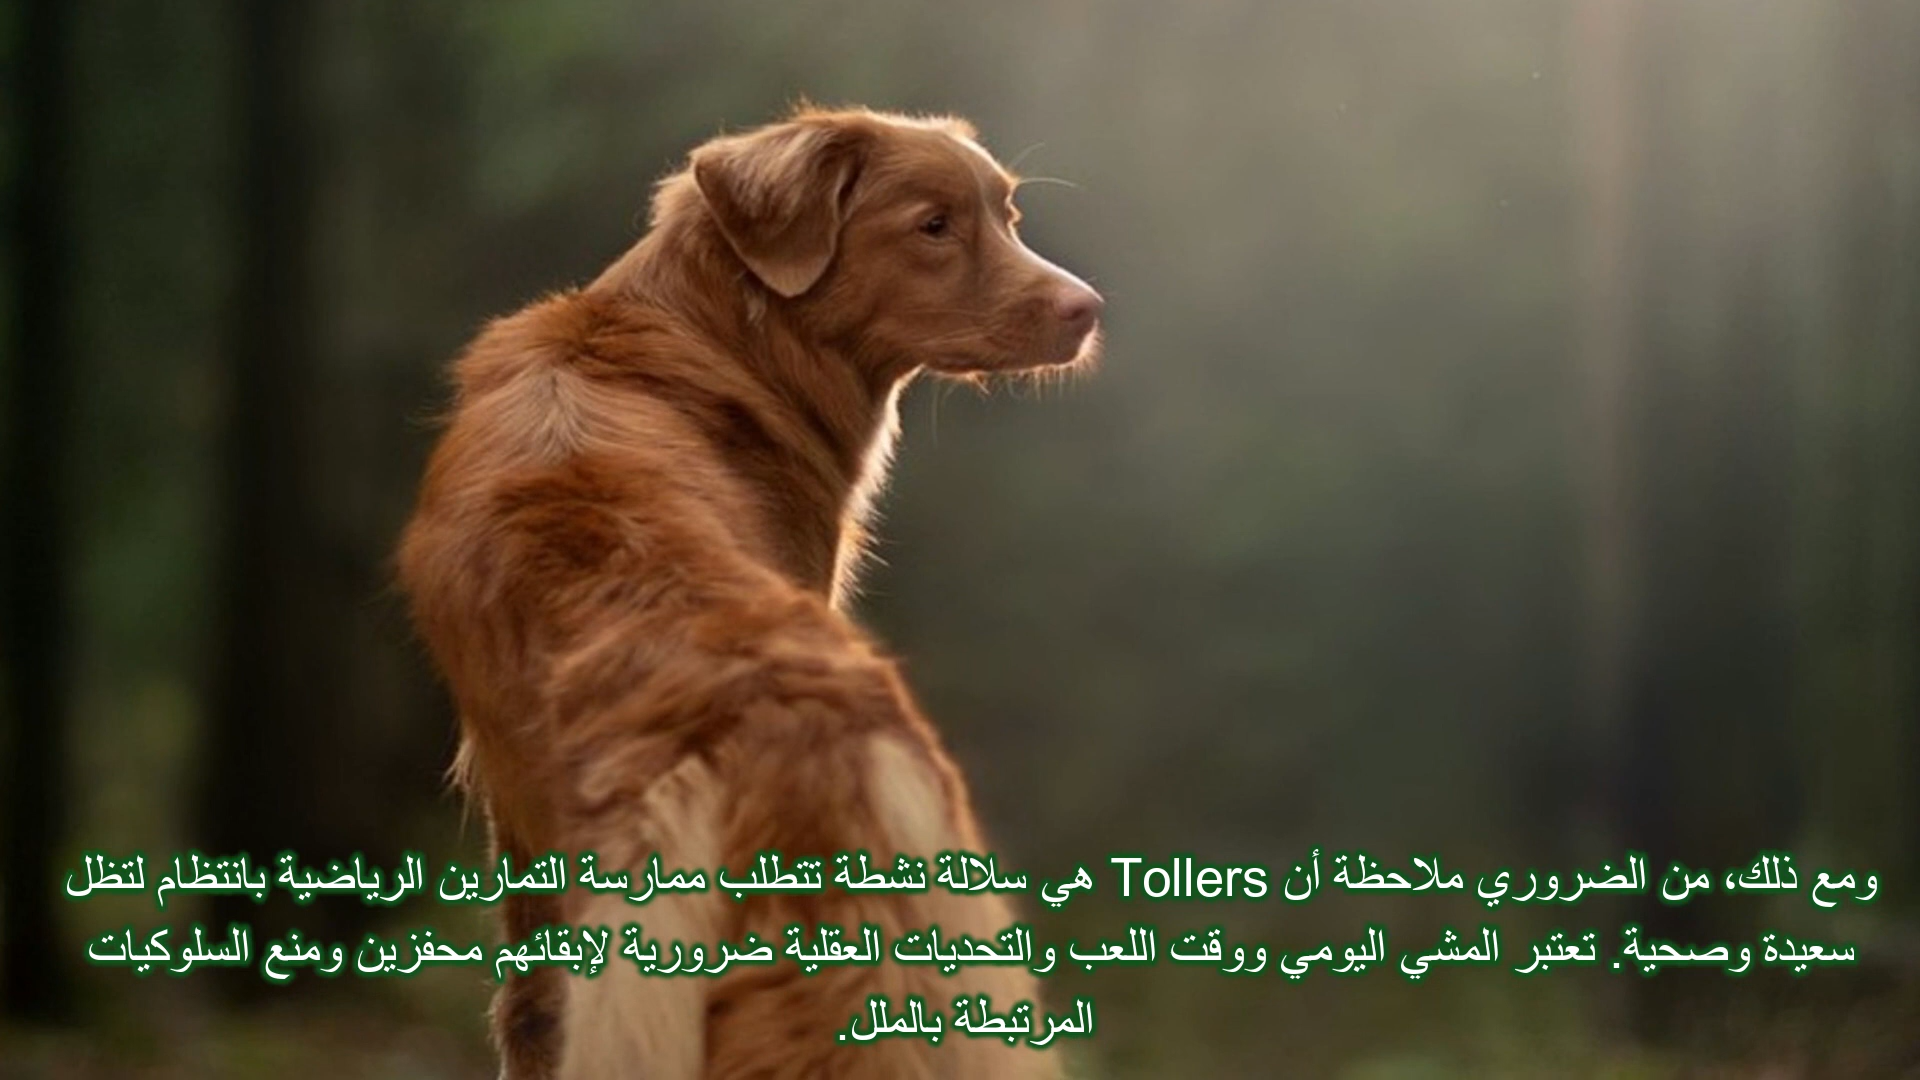 ومع ذلك، من الضروري ملاحظة أن Tollers هي سلالة نشطة تتطلب ممارسة التمارين الرياضية بانتظام لتظل
سعيدة وصحية. تعتبر المشي اليومي ووقت اللعب والتحديات العقلية ضرورية لإبقائهم محفزين ومنع السلوكيات
المرتبطة بالملل.